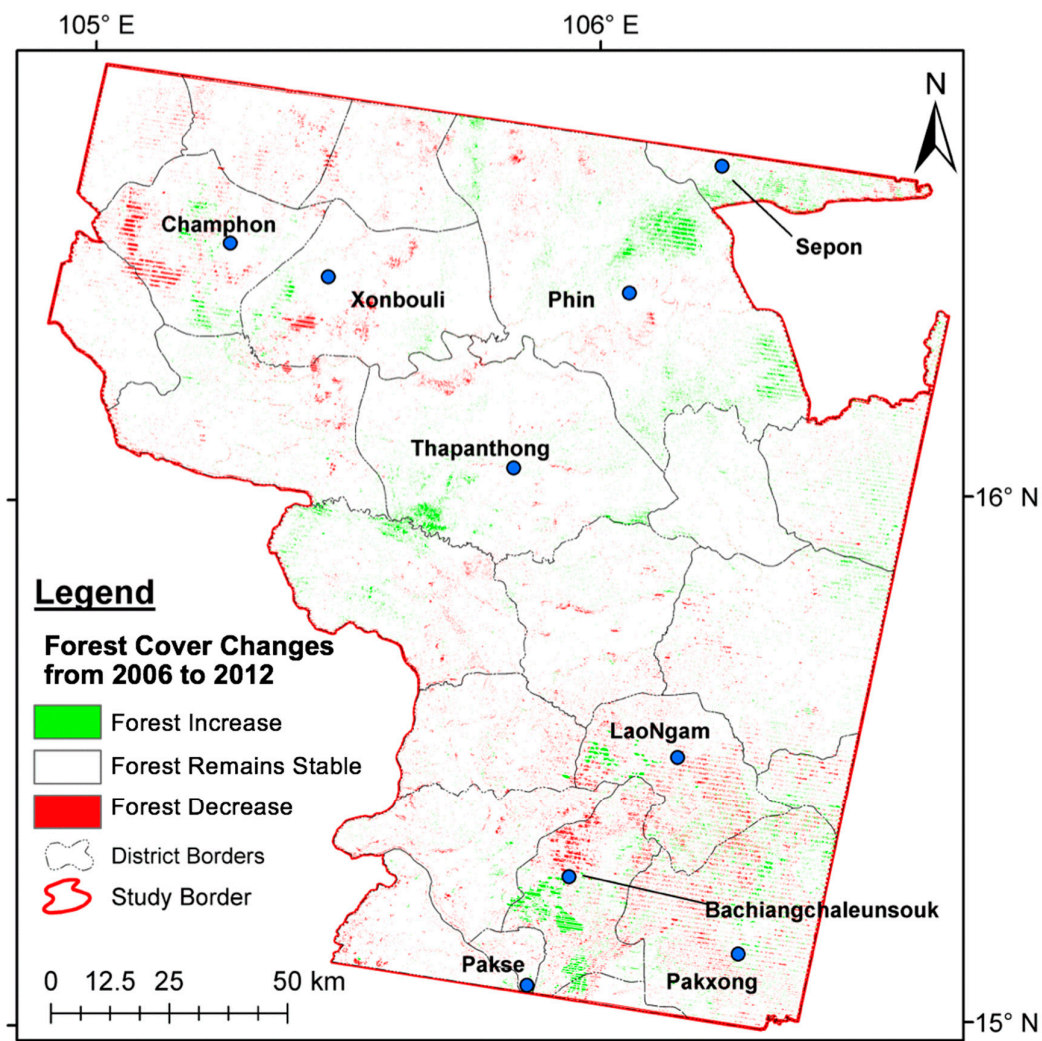 105° E
106° E
N
Champhon
Sepon
Xonbouli
Phin
Thapanthong
16° N
Legend
Forest Cover Changes
from 2006 to 2012
Forest Increase
LaoNgam
Forest Remains Stable
Forest Decrease
District Borders
Study Border
Bachiangchaleunsouk
Pakse
Pakxong
0 12.5 25 50 km
15° N